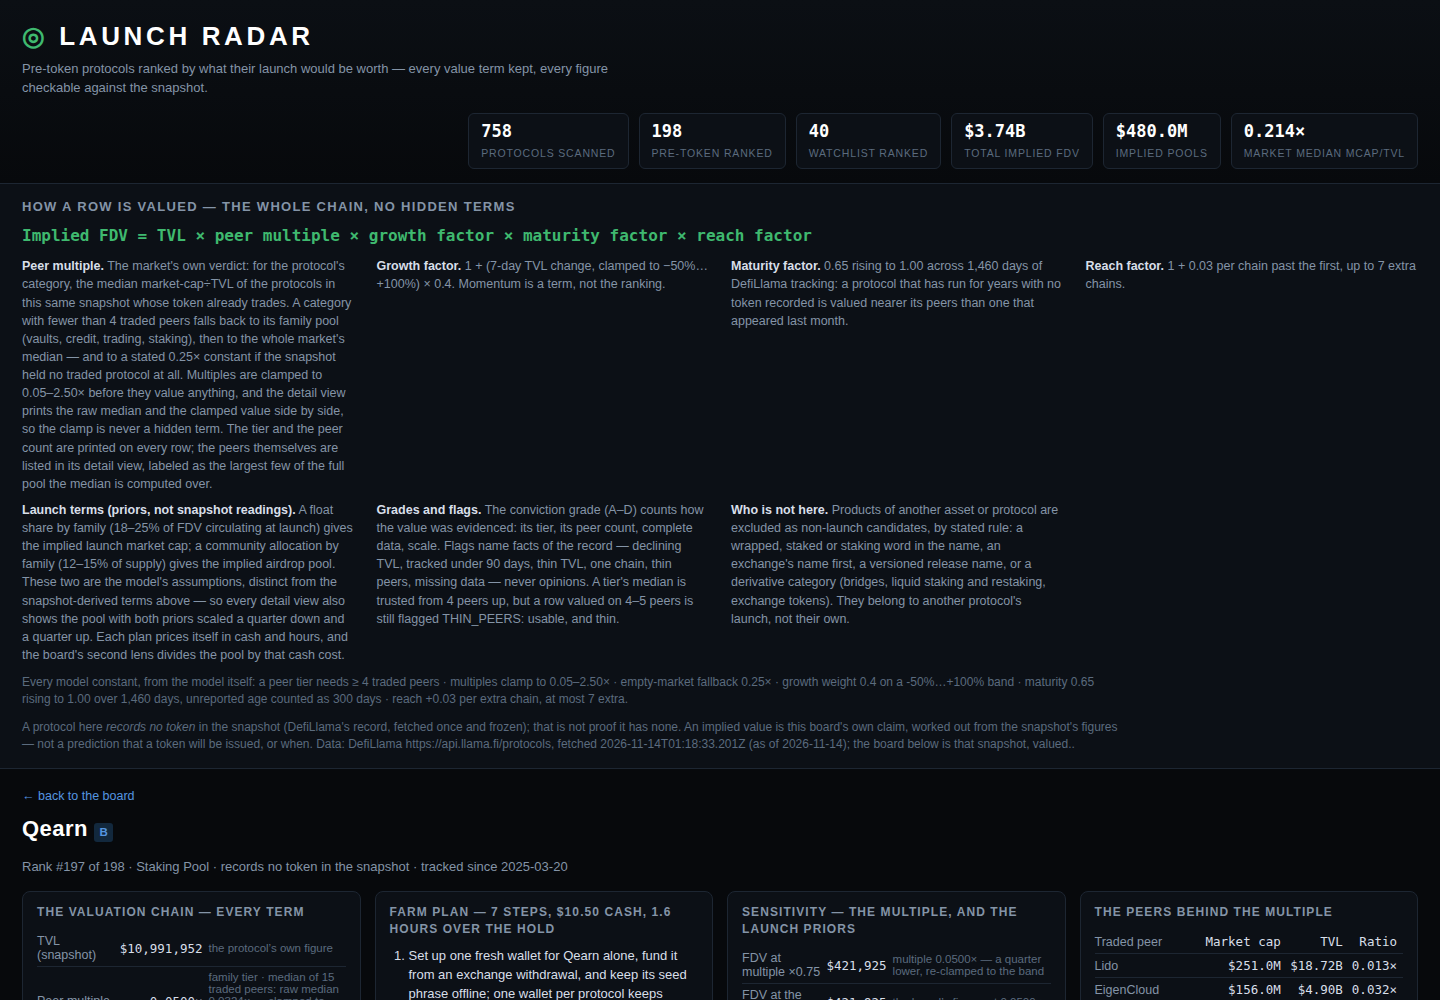 ◎ LAUNCH RADAR
Pre-token protocols ranked by what their launch would be worth — every value term kept, every figure
checkable against the snapshot.
758
PROTOCOLS SCANNED
198
PRE-TOKEN RANKED
40
WATCHLIST RANKED
$3.74B
TOTAL IMPLIED FDV
$480.0M
IMPLIED POOLS
0.214×
MARKET MEDIAN MCAP/TVL
HOW A ROW IS VALUED — THE WHOLE CHAIN, NO HIDDEN TERMS
Implied FDV = TVL × peer multiple × growth factor × maturity factor × reach factor
Peer multiple. The market's own verdict: for the protocol's
category, the median market-cap÷TVL of the protocols in
this same snapshot whose token already trades. A category
with fewer than 4 traded peers falls back to its family pool
(vaults, credit, trading, staking), then to the whole market's
median — and to a stated 0.25× constant if the snapshot
held no traded protocol at all. Multiples are clamped to
0.05–2.50× before they value anything, and the detail view
prints the raw median and the clamped value side by side,
so the clamp is never a hidden term. The tier and the peer
count are printed on every row; the peers themselves are
listed in its detail view, labeled as the largest few of the full
pool the median is computed over.
Growth factor. 1 + (7-day TVL change, clamped to −50%…
+100%) × 0.4. Momentum is a term, not the ranking.
Maturity factor. 0.65 rising to 1.00 across 1,460 days of
DefiLlama tracking: a protocol that has run for years with no
token recorded is valued nearer its peers than one that
appeared last month.
Reach factor. 1 + 0.03 per chain past the first, up to 7 extra
chains.
Launch terms (priors, not snapshot readings). A float
share by family (18–25% of FDV circulating at launch) gives
the implied launch market cap; a community allocation by
family (12–15% of supply) gives the implied airdrop pool.
These two are the model's assumptions, distinct from the
snapshot-derived terms above — so every detail view also
shows the pool with both priors scaled a quarter down and
a quarter up. Each plan prices itself in cash and hours, and
the board's second lens divides the pool by that cash cost.
Grades and flags. The conviction grade (A–D) counts how
the value was evidenced: its tier, its peer count, complete
data, scale. Flags name facts of the record — declining
TVL, tracked under 90 days, thin TVL, one chain, thin
peers, missing data — never opinions. A tier's median is
trusted from 4 peers up, but a row valued on 4–5 peers is
still flagged THIN_PEERS: usable, and thin.
Who is not here. Products of another asset or protocol are
excluded as non-launch candidates, by stated rule: a
wrapped, staked or staking word in the name, an
exchange's name first, a versioned release name, or a
derivative category (bridges, liquid staking and restaking,
exchange tokens). They belong to another protocol's
launch, not their own.
Every model constant, from the model itself: a peer tier needs ≥ 4 traded peers · multiples clamp to 0.05–2.50× · empty-market fallback 0.25× · growth weight 0.4 on a -50%…+100% band · maturity 0.65
rising to 1.00 over 1,460 days, unreported age counted as 300 days · reach +0.03 per extra chain, at most 7 extra.
A protocol here records no token in the snapshot (DefiLlama's record, fetched once and frozen); that is not proof it has none. An implied value is this board's own claim, worked out from the snapshot's figures
— not a prediction that a token will be issued, or when. Data: DefiLlama https://api.llama.fi/protocols, fetched 2026-11-14T01:18:33.201Z (as of 2026-11-14); the board below is that snapshot, valued..
← back to the board
Qearn B
Rank #197 of 198 · Staking Pool · records no token in the snapshot · tracked since 2025-03-20
THE VALUATION CHAIN — EVERY TERM
TVL
(snapshot) $10,991,952 the protocol's own figure
family tier · median of 15
traded peers: raw median
FARM PLAN — 7 STEPS, $10.50 CASH, 1.6
HOURS OVER THE HOLD
1. Set up one fresh wallet for Qearn alone, fund it
from an exchange withdrawal, and keep its seed
phrase offline; one wallet per protocol keeps
SENSITIVITY — THE MULTIPLE, AND THE
LAUNCH PRIORS
FDV at
multiple ×0.75 $421,925 multiple 0.0500× — a quarter
lower, re-clamped to the band
FDV at the
THE PEERS BEHIND THE MULTIPLE
Traded peer Market cap TVL Ratio
Lido $251.0M $18.72B 0.013×
EigenCloud $156.0M $4.90B 0.032×